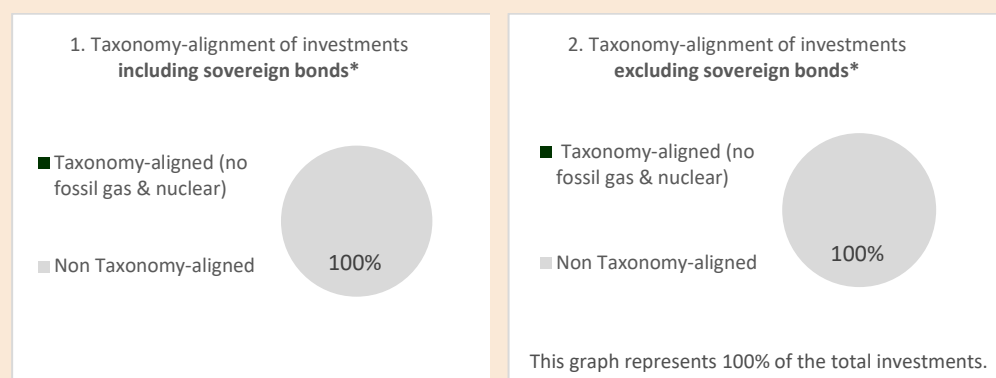 1. Taxonomy-alignment of investments
including sovereign bonds*
Taxonomy-aligned (no
fossil gas & nuclear)
Non Taxonomy-aligned
100%
2. Taxonomy-alignment of investments
excluding sovereign bonds*
Taxonomy-aligned (no
fossil gas & nuclear)
Non Taxonomy-aligned
100%
This graph represents 100% of the total investments.